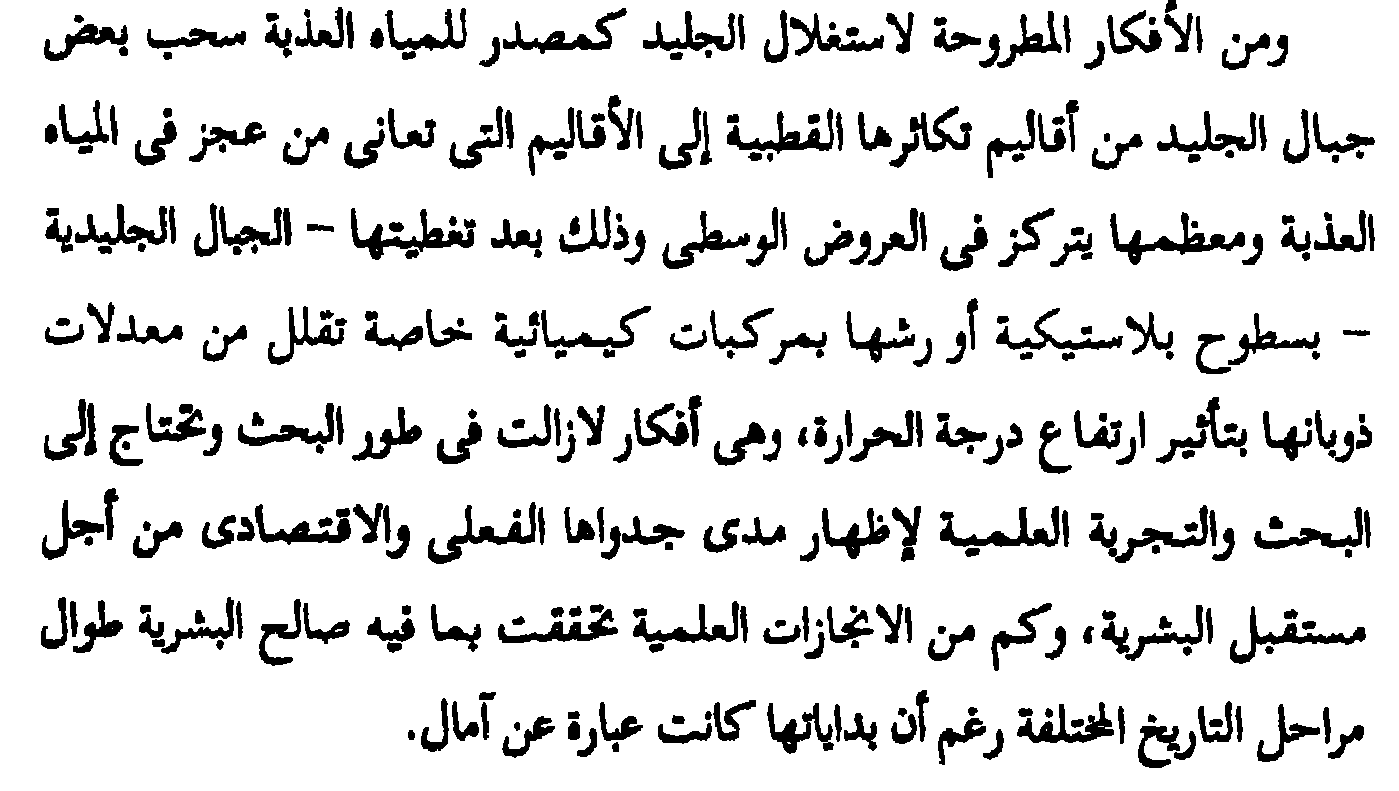 ومن الأفكار المطروحة لاستغلال الجليد كمصدر للمياه العذبة سحب بعض
جبال الجليد من أقاليم تكاثرها القطبية إلى الأقاليم التى تعانى من عجز فى المياه
العذبة ومعظمها يتركز فى العروض الوسطى وذلك بعد تغطيتها – الجبال الجليدية
– بسطوح بلاستيكية أو رشها بمركبات كيميائية خاصة تقلل من معدلات
ذوبانها بتأثير ارتفاع درجة الحرارة، وهى أفكار لازالت فى طور البحث وتحتاج إلى
البحث والتجربة العلمية لإظهار مدى جدواها الفعلى والاقتصادى من أجل
مستقبل البشرية، وكم من الانجازات العلمية تحققت بما فيه صالح البشرية طوال
مراحل التاريخ المختلفة رغم أن بداياتها كانت عبارة عن آمال.